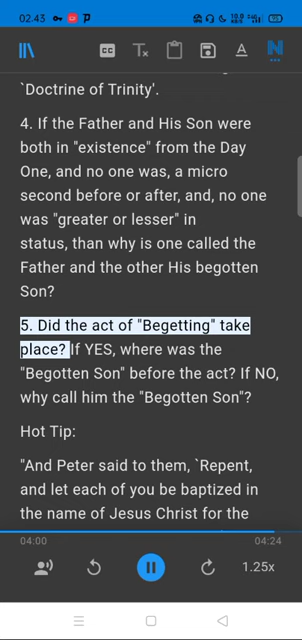 02.43
`Doctrine of Trinity'.
4. If the Father and His Son were
both in "existence" from the Day
One, and no one was, a micro
second before or after, and, no one
was "greater or lesser" in
status, than why is one called the
Father and the other His begotten
Son?
5. Did the act of "Begetting" take
place? If YES, where was the
"Begotten Son" before the act? If NO,
why call him the "Begotten Son"?
Hot Tip:
"And Peter said to them, `Repent,
and let each of you be baptized in
the name of Jesus Christ for the
04:00
04:24
1.25x